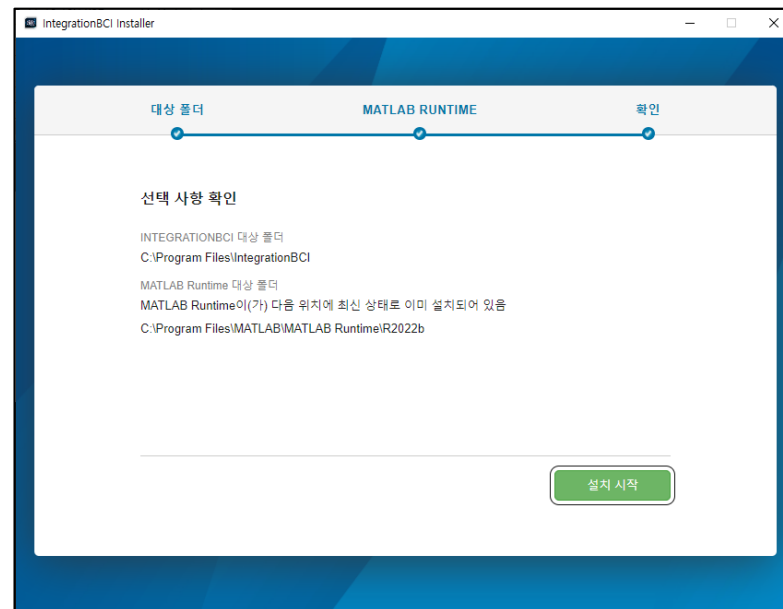 IntegrationBCI Installer
대상 폴더 MATLAB RUNTIME 확인
선택 사항 확인
INTEGRATIONBCI 대상 폴더
C:\Program Files\IntegrationBCI
MATLAB Runtime 대상 폴더
MATLAB Runtime이(가) 다음 위치에 최신 상태로 이미 설치되어 있음
C:\Program Files\MATLAB\MATLAB Runtime\R2022b
설치 시작